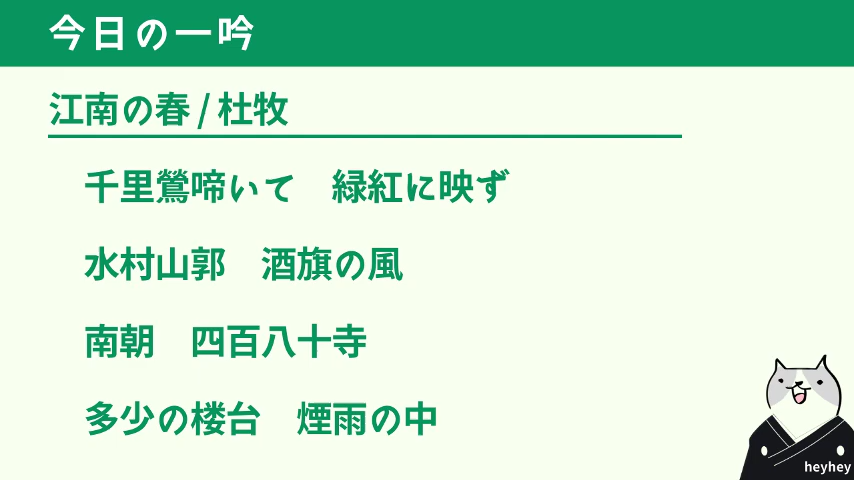 今日の一吟
江南の春/杜牧
千里鶯啼いて　緑紅に映ず
水村山郭　酒旗の風
南朝　四百八十寺
多少の楼台　煙雨の中
heyhey